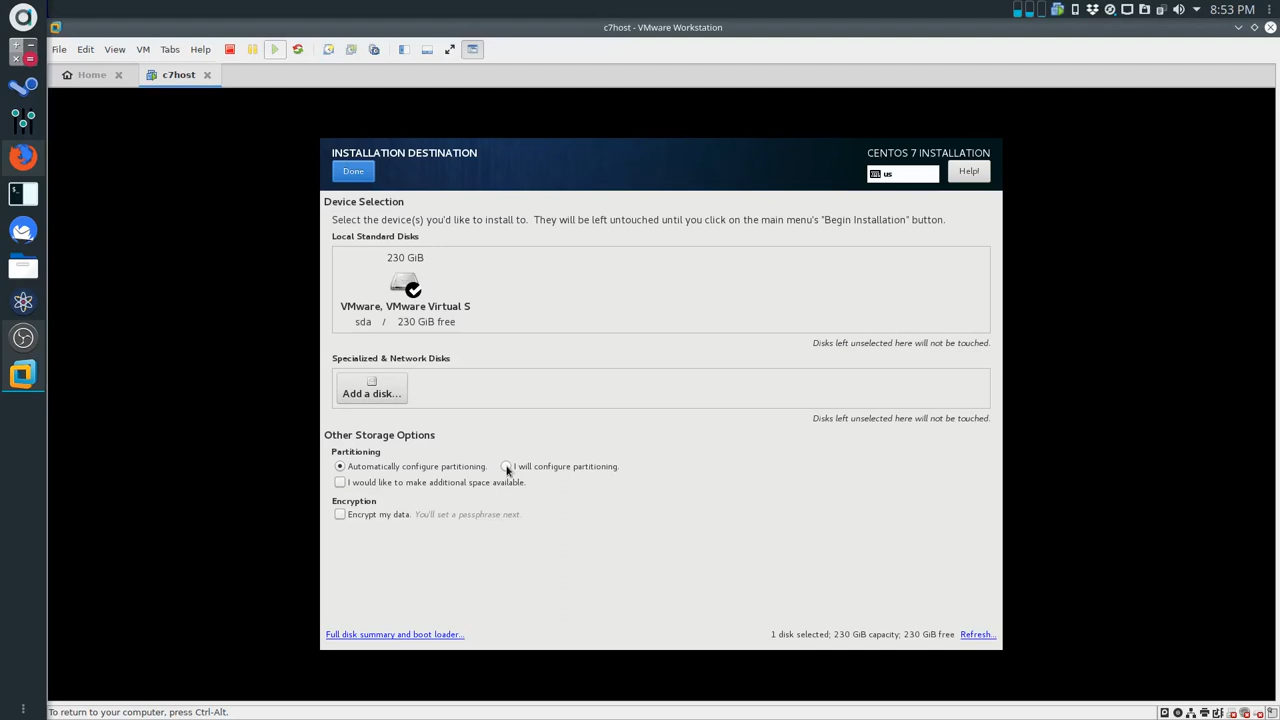 8:53 PM
c7host - VMware Workstation
File Edit View VM Tabs Help
Home c7host
INSTALLATION DESTINATION
CENTOS 7 INSTALLATION
Done
us
Help!
Device Selection
Select the device(s) you'd like to install to. They will be left untouched until you click on the main menu's "Begin Installation" button.
Local Standard Disks
230 GiB
VMware, VMware Virtual S
sda / 230 GiB free
Disks left unselected here will not be touched.
Specialized & Network Disks
Add a disk...
Disks left unselected here will not be touched.
Other Storage Options
Partitioning
Automatically configure partitioning. I will configure partitioning.
I would like to make additional space available.
Encryption
Encrypt my data. You'll set a passphrase next.
Full disk summary and boot loader...
1 disk selected; 230 GiB capacity; 230 GiB free Refresh...
To return to your computer, press Ctrl-Alt.